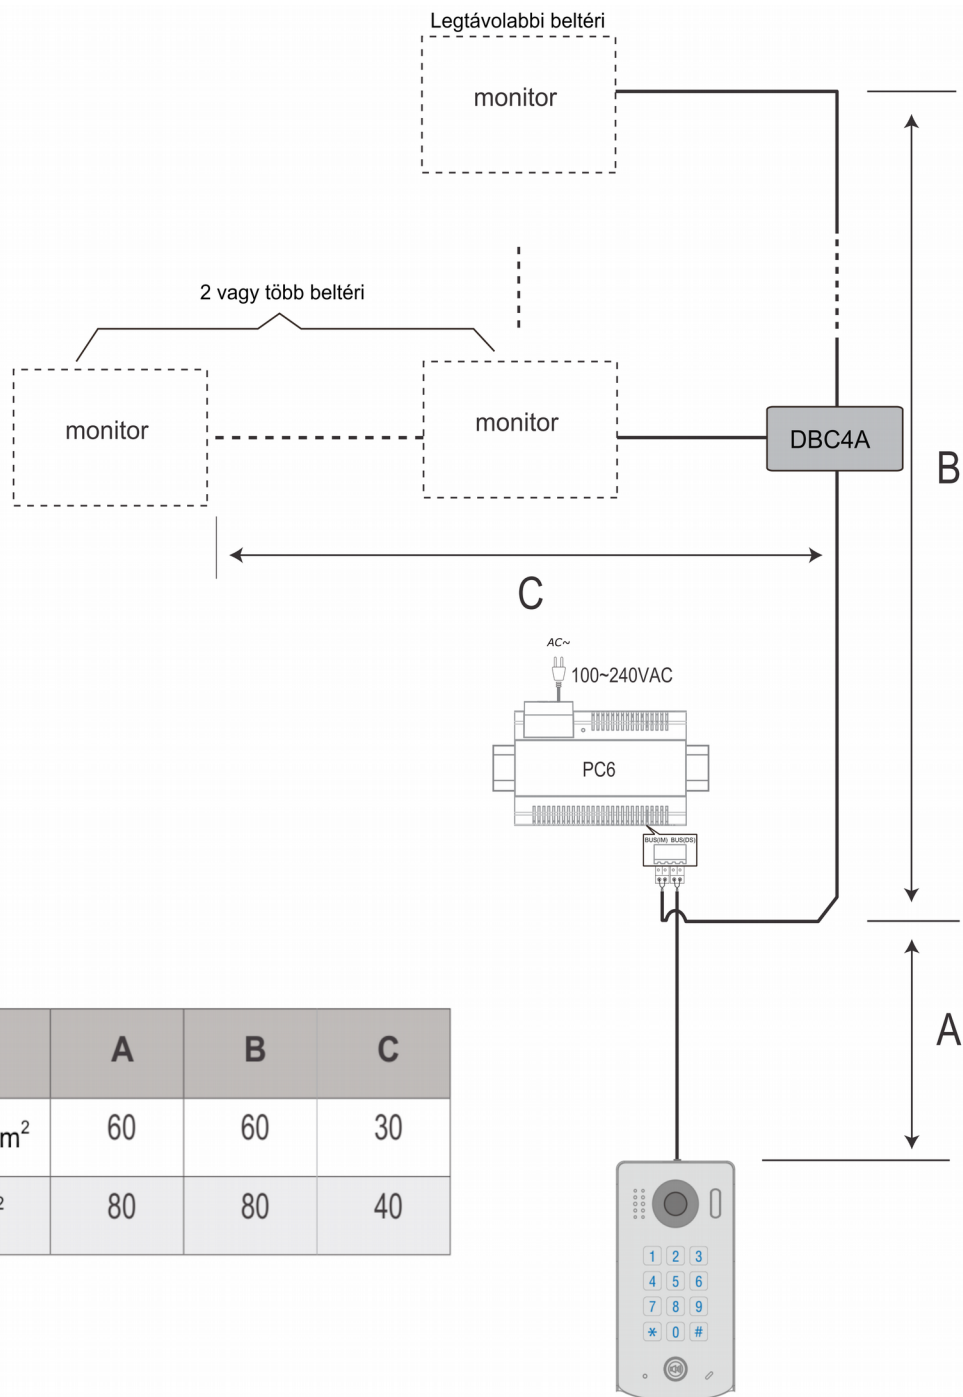 Legtávolabbi beltéri
monitor
2 vagy több beltéri
monitor
monitor
DBC4A
B
C
AC~
100~240VAC
PC6
BUS(IM) BUS(DS)
A
A B C
m² 60 60 30
² 80 80 40
1 2 3
4 5 6
7 8 9
* 0 #